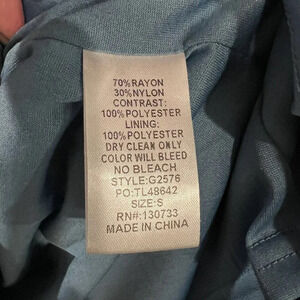 70%RAYON
30%NYLON
CONTRAST:
100%POLYESTER
LINING:
100%POLYESTER
DRY CLEAN ONLY
COLOR WILL BLEED
NO BLEACH
STYLE:G2576
PO:TL48642
SIZE:S
RN#:130733
MADE IN CHINA